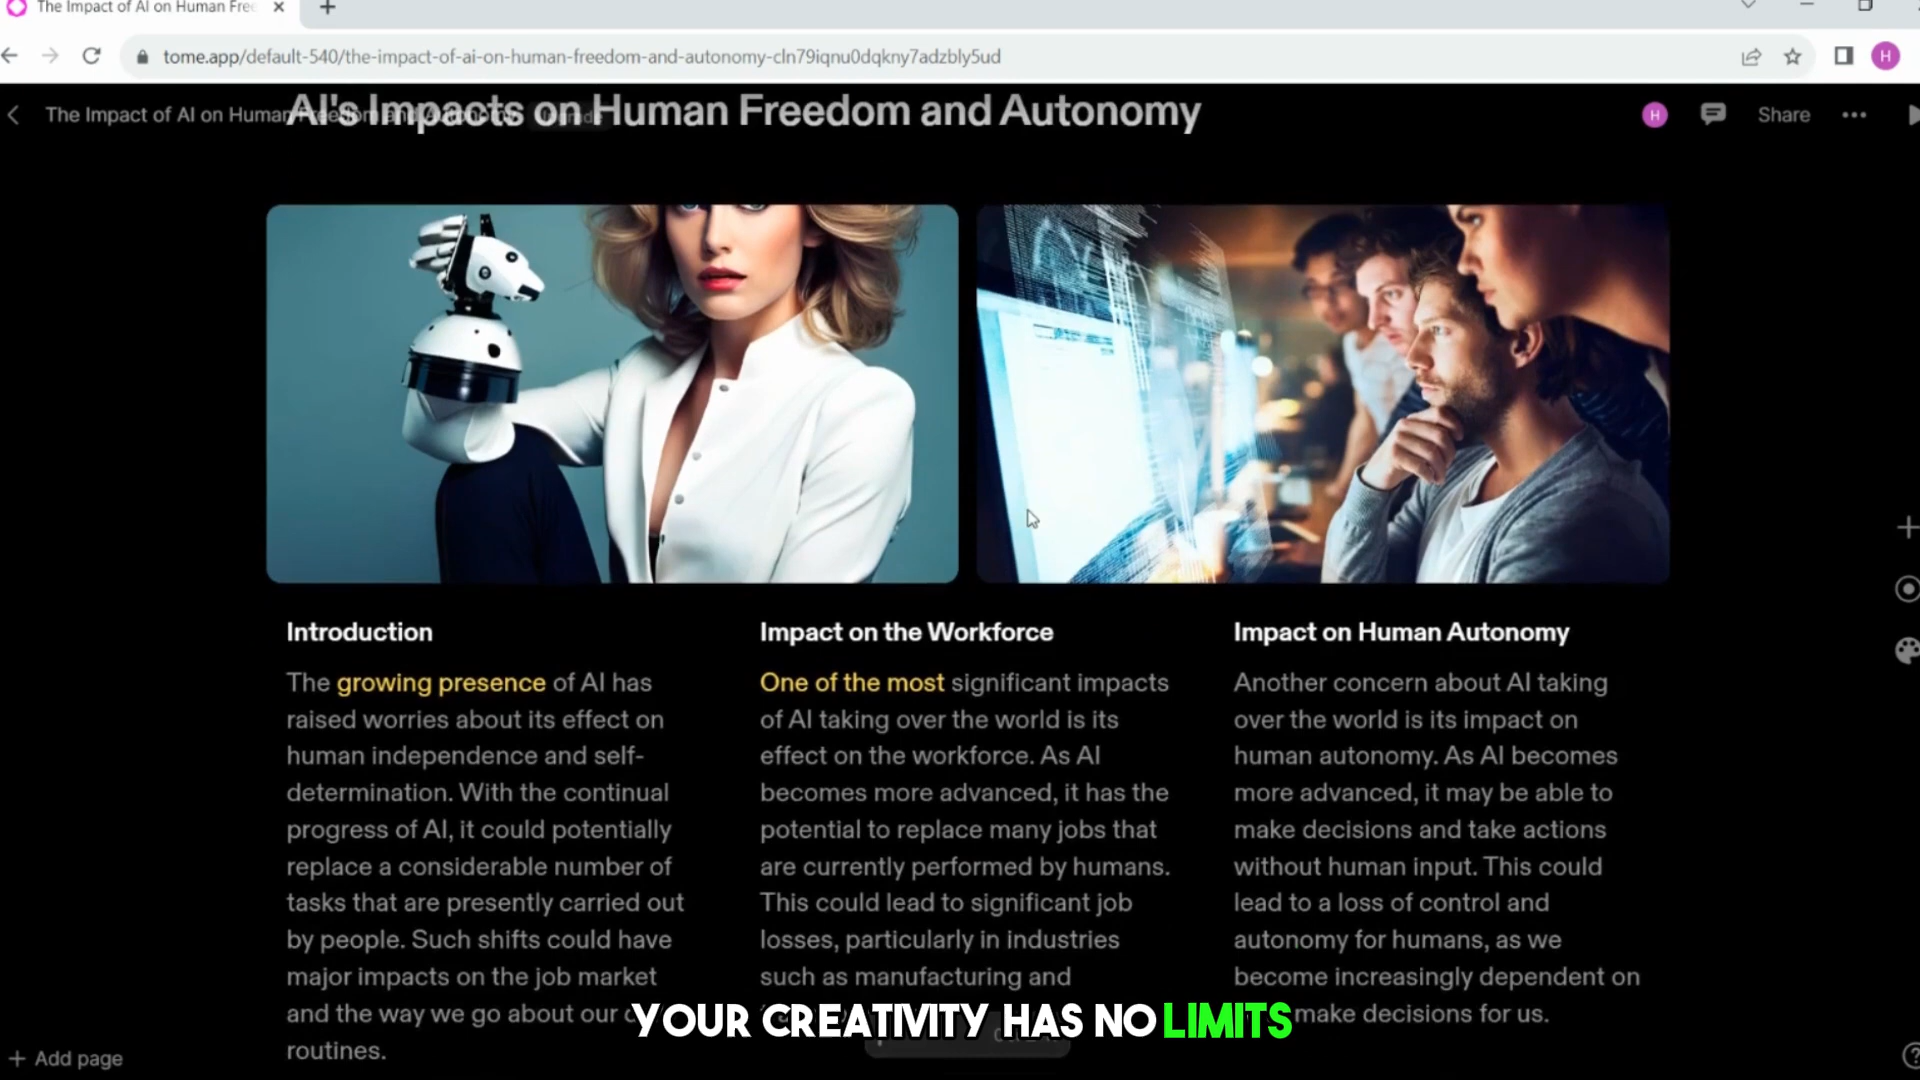 The Impact of AI on Human Free
tome.app/default-540/the-impact-of-ai-on-human-freedom-and-autonomy-cln79iqnu0dqkny7adzbly5ud
H
The Impact of AI on Human Freedom and Autonomy
H
Share
AI's Impacts on Human Freedom and Autonomy
Introduction
The growing presence of AI has
raised worries about its effect on
human independence and self-
determination. With the continual
progress of AI, it could potentially
replace a considerable number of
tasks that are presently carried out
by people. Such shifts could have
major impacts on the job market
and the way we go about our
routines.
Impact on the Workforce
One of the most significant impacts
of AI taking over the world is its
effect on the workforce. As AI
becomes more advanced, it has the
potential to replace many jobs that
are currently performed by humans.
This could lead to significant job
losses, particularly in industries
such as manufacturing and
Impact on Human Autonomy
Another concern about AI taking
over the world is its impact on
human autonomy. As AI becomes
more advanced, it may be able to
make decisions and take actions
without human input. This could
lead to a loss of control and
autonomy for humans, as we
become increasingly dependent on
make decisions for us.
YOUR CREATIVITY HAS NO LIMITS
+ Add page